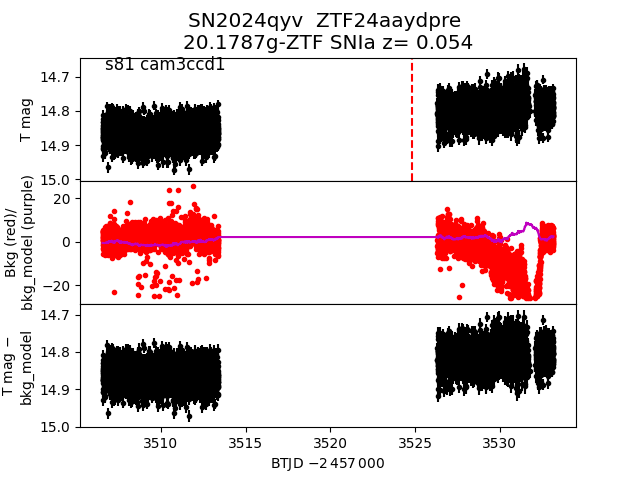 SN2024qyv ZTF24aaydpre
20.1787g-ZTF SNIa z= 0.054
s81 cam3ccd1
T mag
14.7
14.8
14.9
15.0
Bkg (red)/
bkg_model (purple)
20
0
−20
T mag −
bkg_model
14.7
14.8
14.9
15.0
3510
3515
3520
3525
3530
BTJD −2 457 000